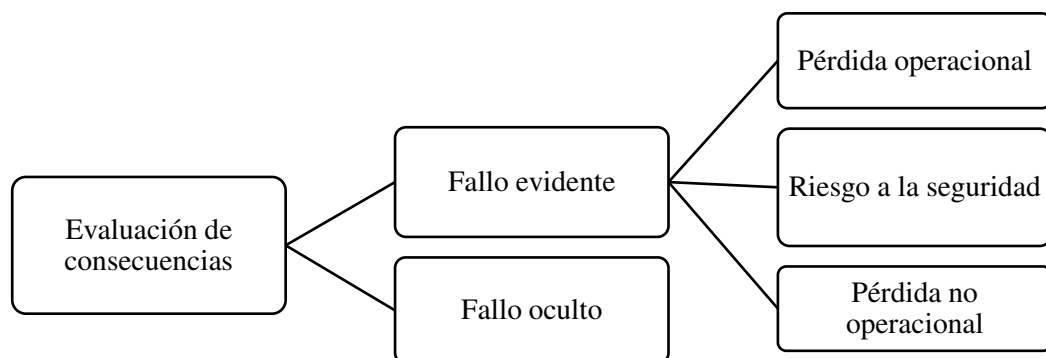 Evaluación de
consecuencias
Fallo evidente
Fallo oculto
Pérdida operacional
Riesgo a la seguridad
Pérdida no
operacional